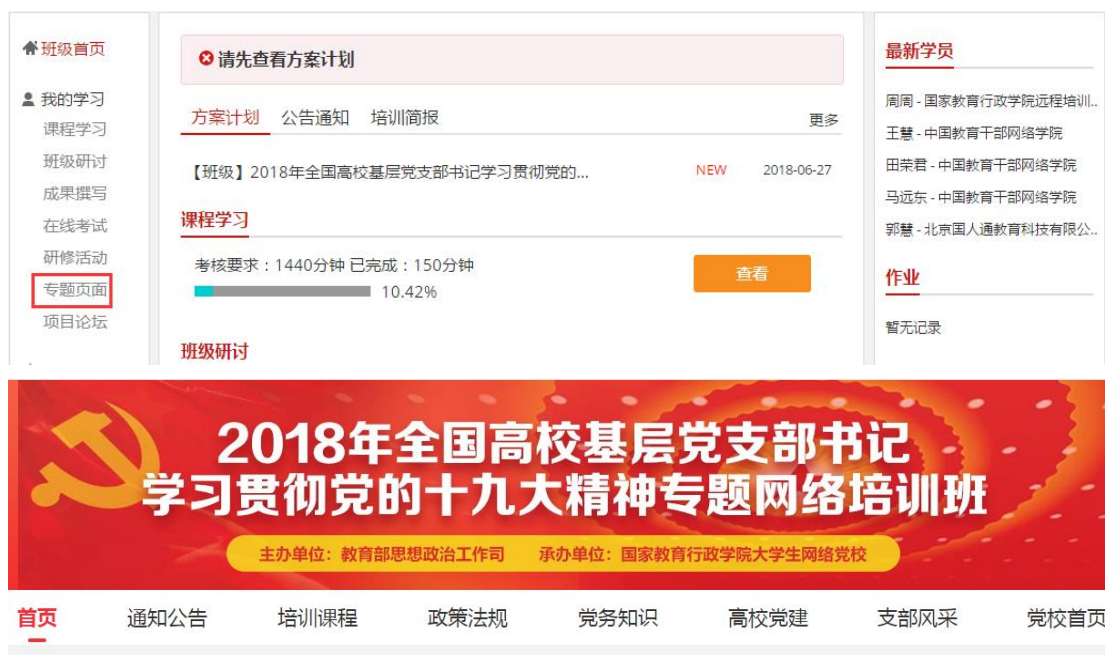 班级首页
我的学习
课程学习
班级研讨
成果撰写
在线考试
研修活动
专题页面
项目论坛
请先查看方案计划
方案计划 公告通知 培训简报 更多
【班级】2018年全国高校基层党支部书记学习贯彻党的... NEW 2018-06-27
课程学习
考核要求：1440分钟 已完成：150分钟
10.42%
查看
班级研讨
最新学员
周周 - 国家教育行政学院远程培训..
王慧 - 中国教育干部网络学院
田荣君 - 中国教育干部网络学院
马远东 - 中国教育干部网络学院
郭慧 - 北京国人通教育科技有限公..
作业
暂无记录
2018年全国高校基层党支部书记
学习贯彻党的十九大精神专题网络培训班
主办单位：教育部思想政治工作司 承办单位：国家教育行政学院大学生网络党校
首页 通知公告 培训课程 政策法规 党务知识 高校党建 支部风采 党校首页